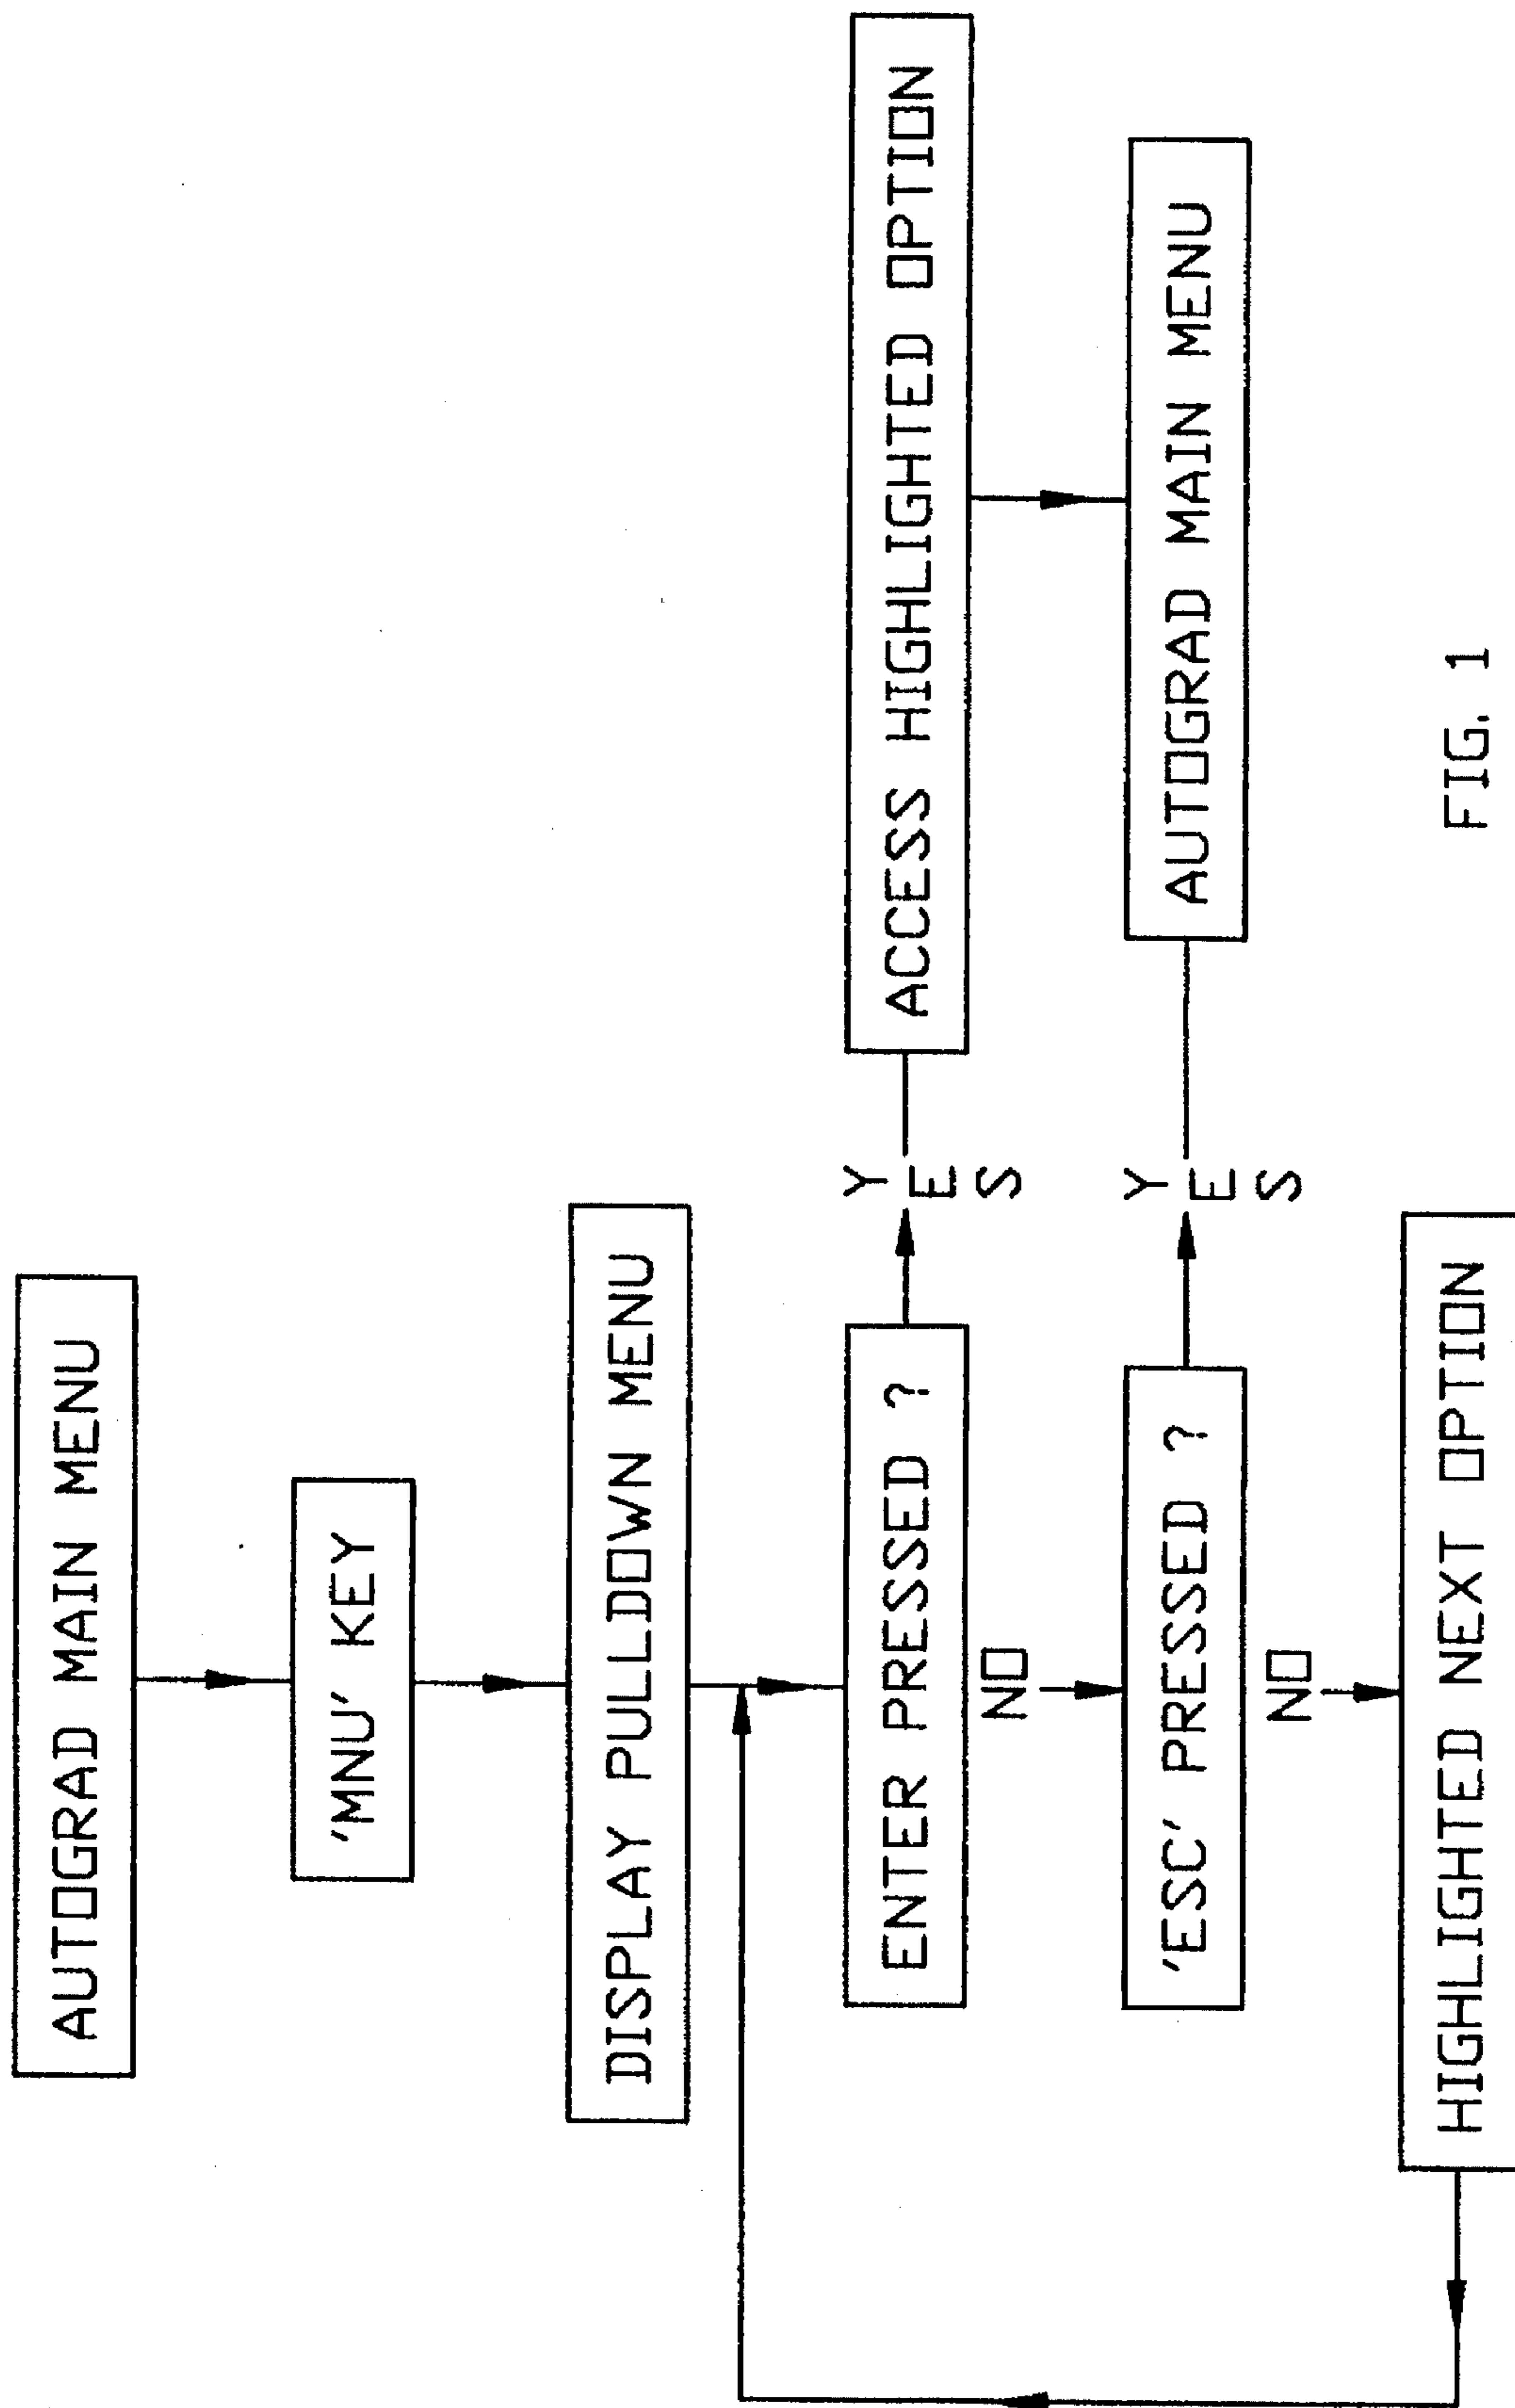 AUTOGRAD MAIN MENU
'MNU' KEY
DISPLAY PULLDOWN MENU
ENTER PRESSED ?
YES
ACCESS HIGHLIGHTED OPTION
NO
'ESC' PRESSED ?
YES
AUTOGRAD MAIN MENU
NO
HIGHLIGHTED NEXT OPTION
FIG. 1